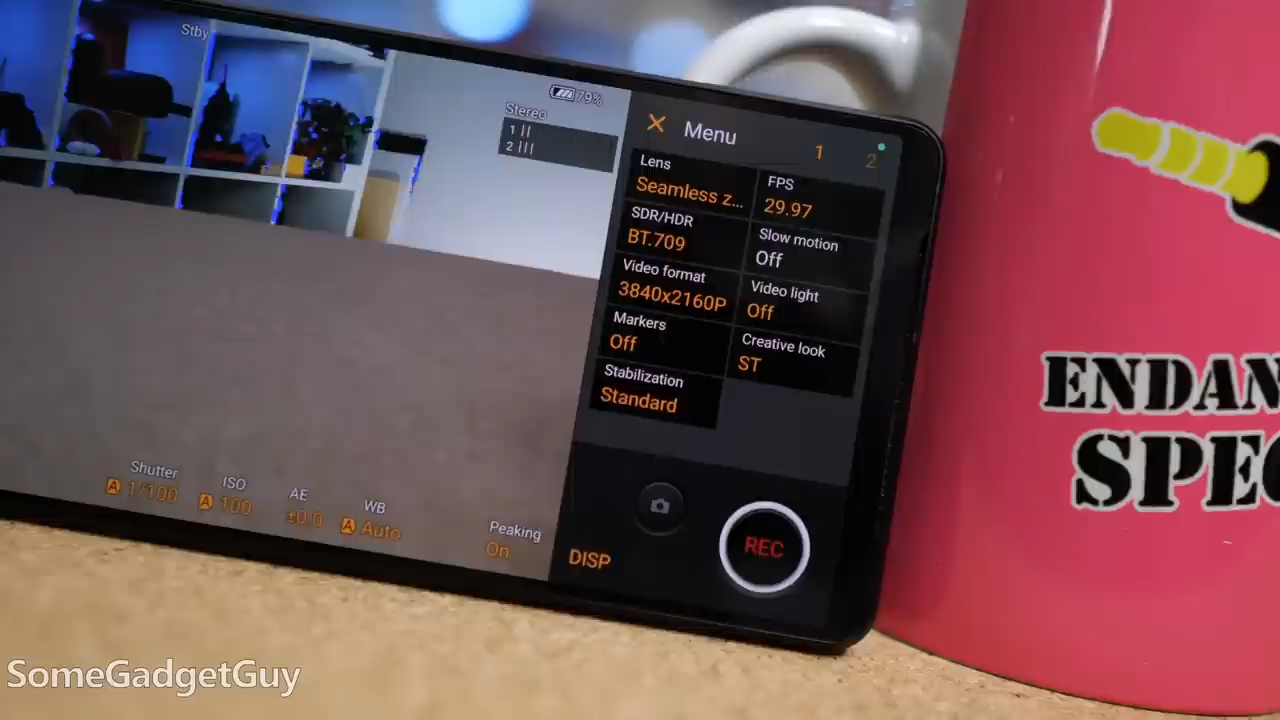 Stby
79%
Stereo
1
2
Menu
1
2
Lens
Seamless z...
FPS
29.97
SDR/HDR
BT.709
Slow motion
Off
Video format
3840x2160P
Video light
Off
Markers
Off
Creative look
ST
Stabilization
Standard
Shutter
A 1/100
ISO
A 100
AE
±0.0
WB
A Auto
Peaking
On
DISP
REC
ENDAN
SPEC
SomeGadgetGuy